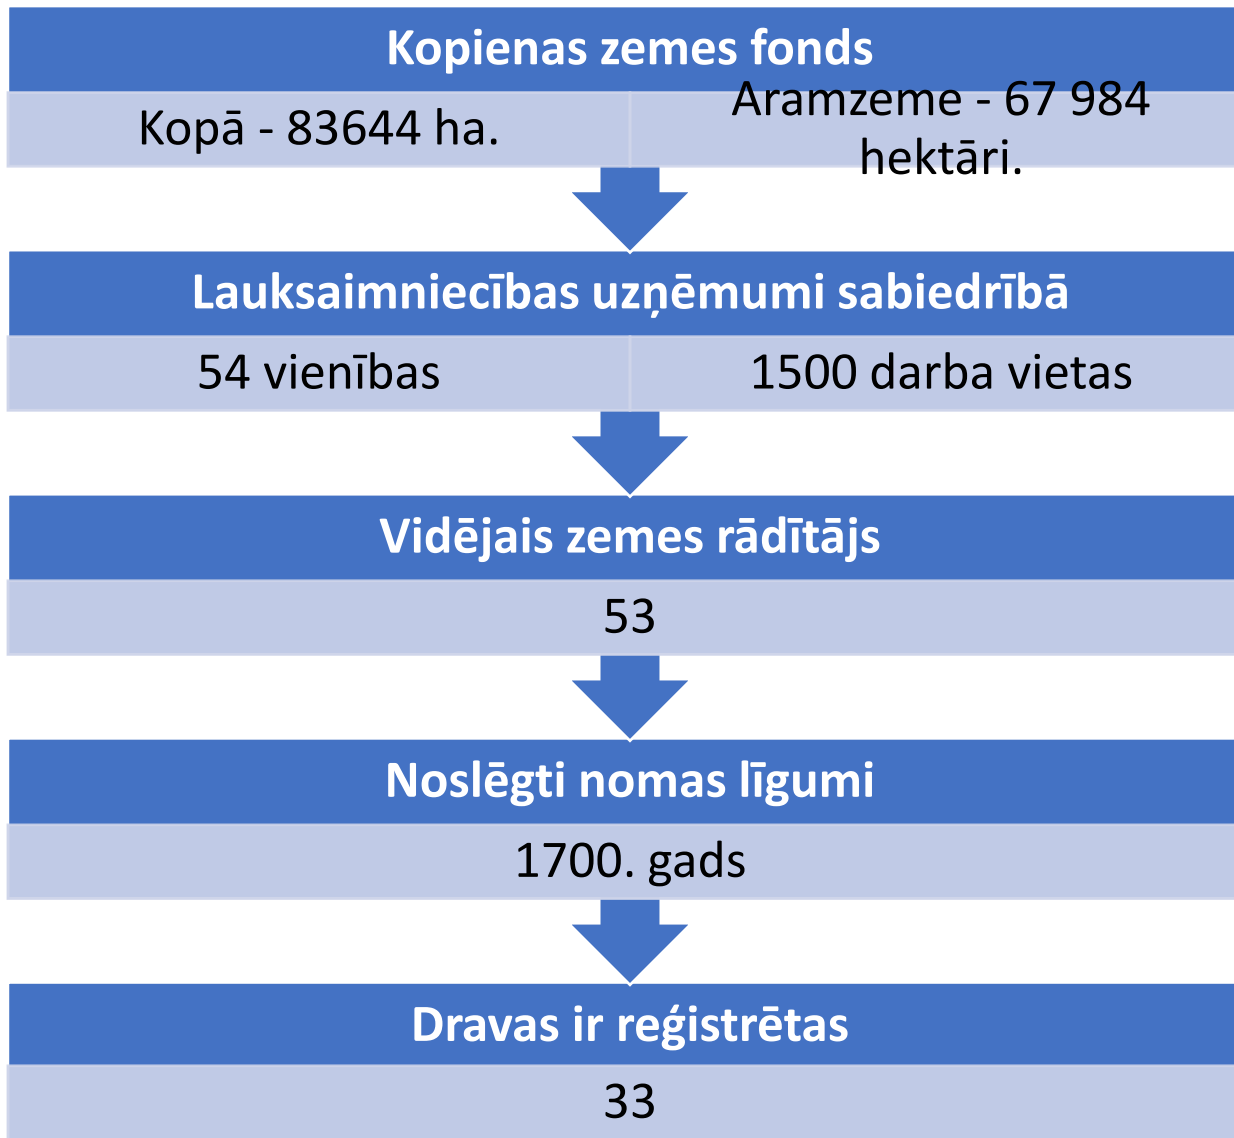 Kopienas zemes fonds
Kopā - 83644 ha.
Aramzeme - 67 984
hektāri.
Lauksaimniecības uzņēmumi sabiedrībā
54 vienības
1500 darba vietas
Vidējais zemes rādītājs
53
Noslēgti nomas līgumi
1700. gads
Dravas ir reģistrētas
33